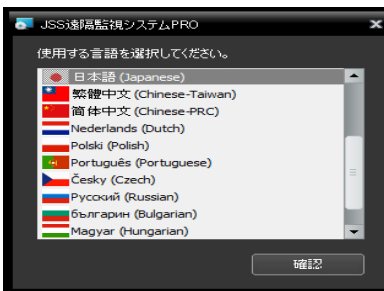 JSS遠隔監視システムPRO
使用する言語を選択してください。
日本語 (Japanese)
繁體中文 (Chinese-Taiwan)
简体中文 (Chinese-PRC)
Nederlands (Dutch)
Polski (Polish)
Português (Portuguese)
Česky (Czech)
Русский (Russian)
български (Bulgarian)
Magyar (Hungarian)
確認